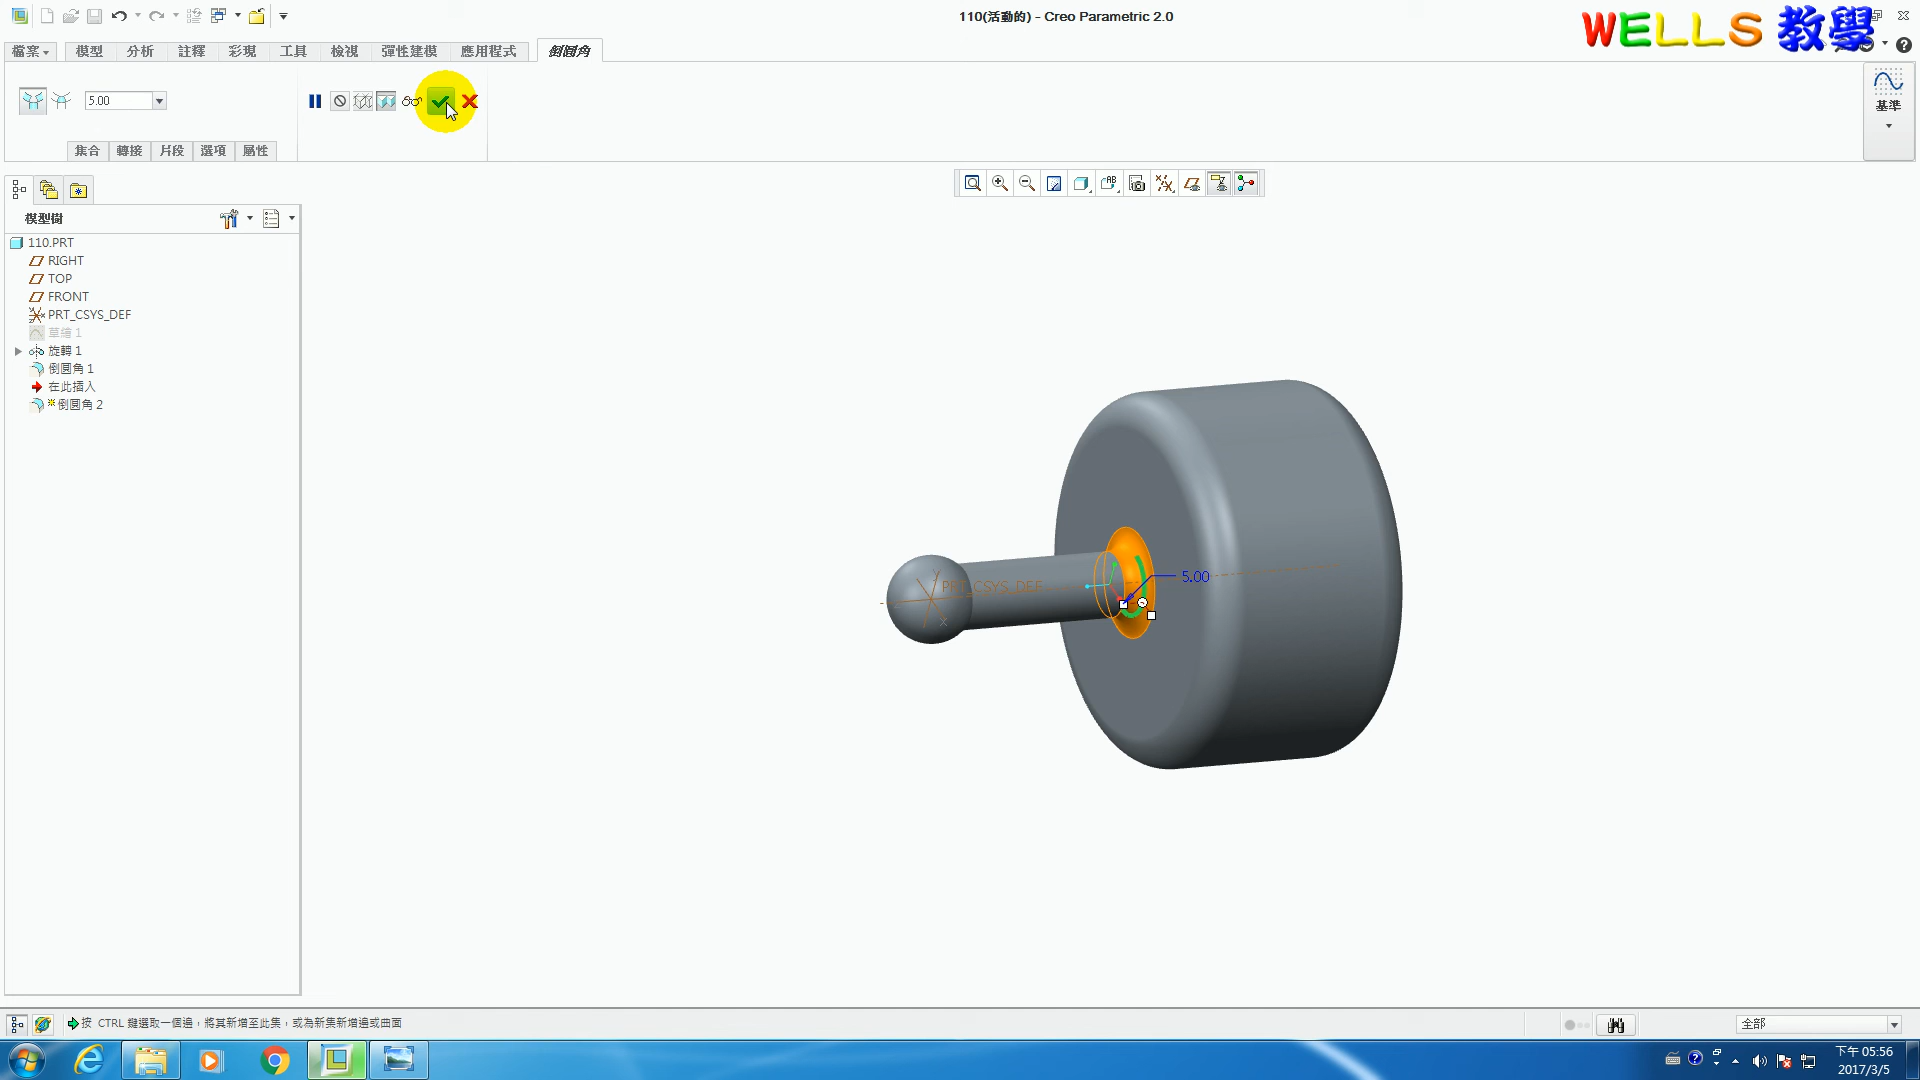 110(活動的) - Creo Parametric 2.0
WELLS 教學
檔案 模型 分析 註釋 彩現 工具 檢視 彈性建模 應用程式 倒圓角
5.00
基準
集合 轉接 片段 選項 屬性
模型樹
110.PRT
RIGHT
TOP
FRONT
PRT_CSYS_DEF
草繪 1
旋轉 1
倒圓角 1
在此插入
倒圓角 2
PRT_CSYS_DEF
Y
X
5.00
按 CTRL 鍵選取一個邊，將其新增至此集，或為新集新增邊或曲面
全部
下午 05:56
2017/3/5